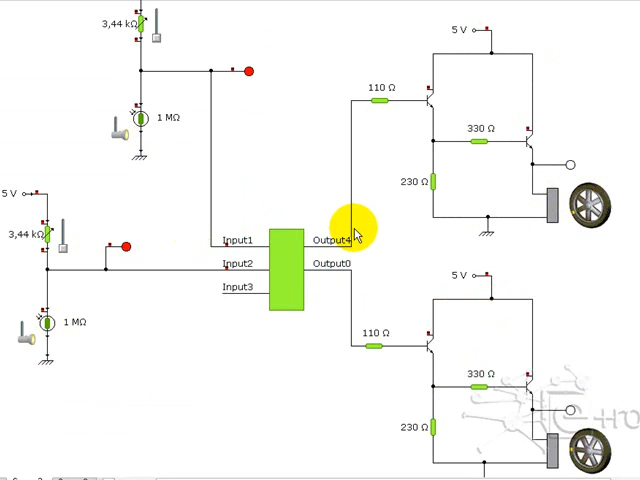 3,44 kΩ
1 MΩ
5 V
3,44 kΩ
1 MΩ
Input1
Input2
Input3
Output4
Output0
5 V
110 Ω
330 Ω
230 Ω
5 V
110 Ω
330 Ω
230 Ω